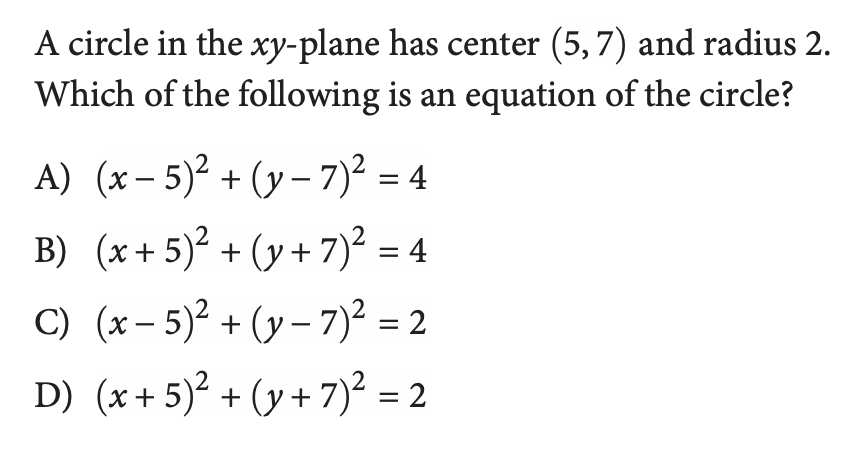 A circle in the xy-plane has center (5, 7) and radius 2.
Which of the following is an equation of the circle?
A) (x – 5)² + (y – 7)² = 4
B) (x + 5)² + (y + 7)² = 4
C) (x – 5)² + (y – 7)² = 2
D) (x + 5)² + (y + 7)² = 2